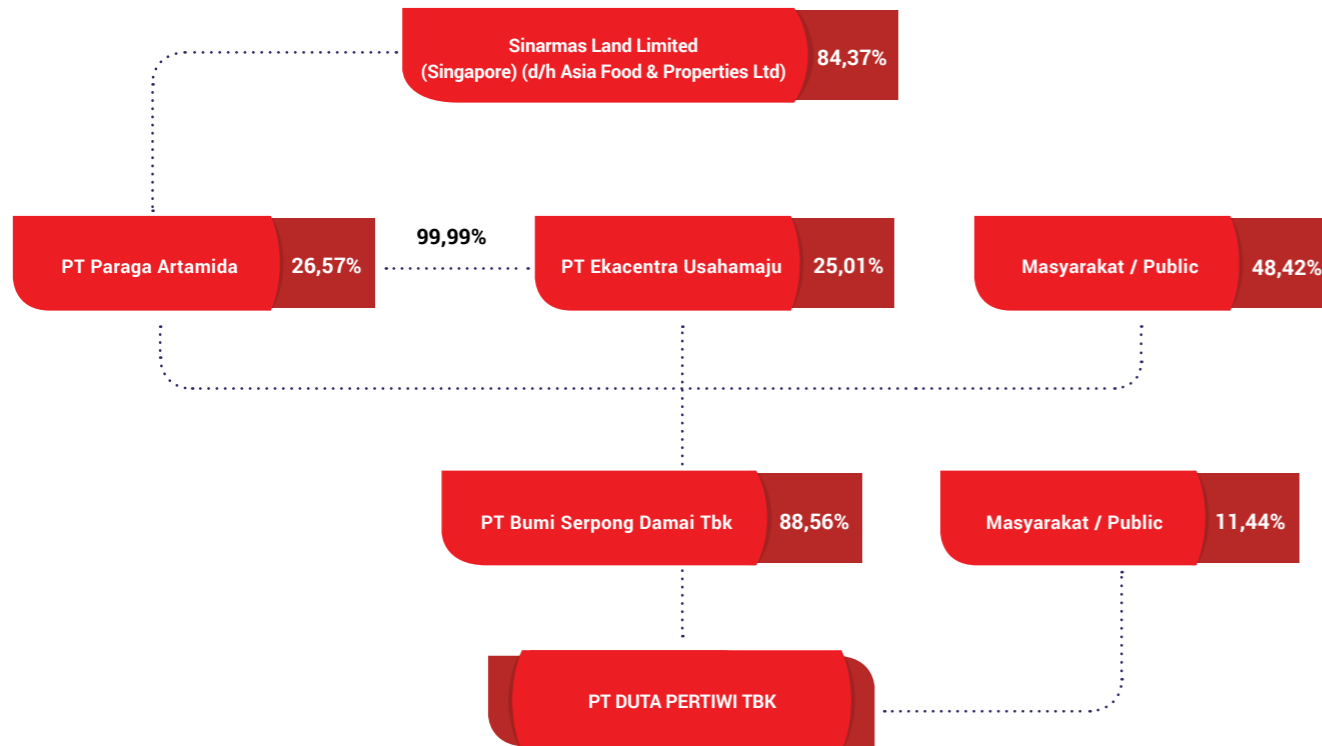 Sinarmas Land Limited
(Singapore) (d/h Asia Food & Properties Ltd)
84,37%
PT Paraga Artamida
26,57%
99,99%
PT Ekacentra Usahamaju
25,01%
Masyarakat / Public
48,42%
PT Bumi Serpong Damai Tbk
88,56%
Masyarakat / Public
11,44%
PT DUTA PERTIWI TBK